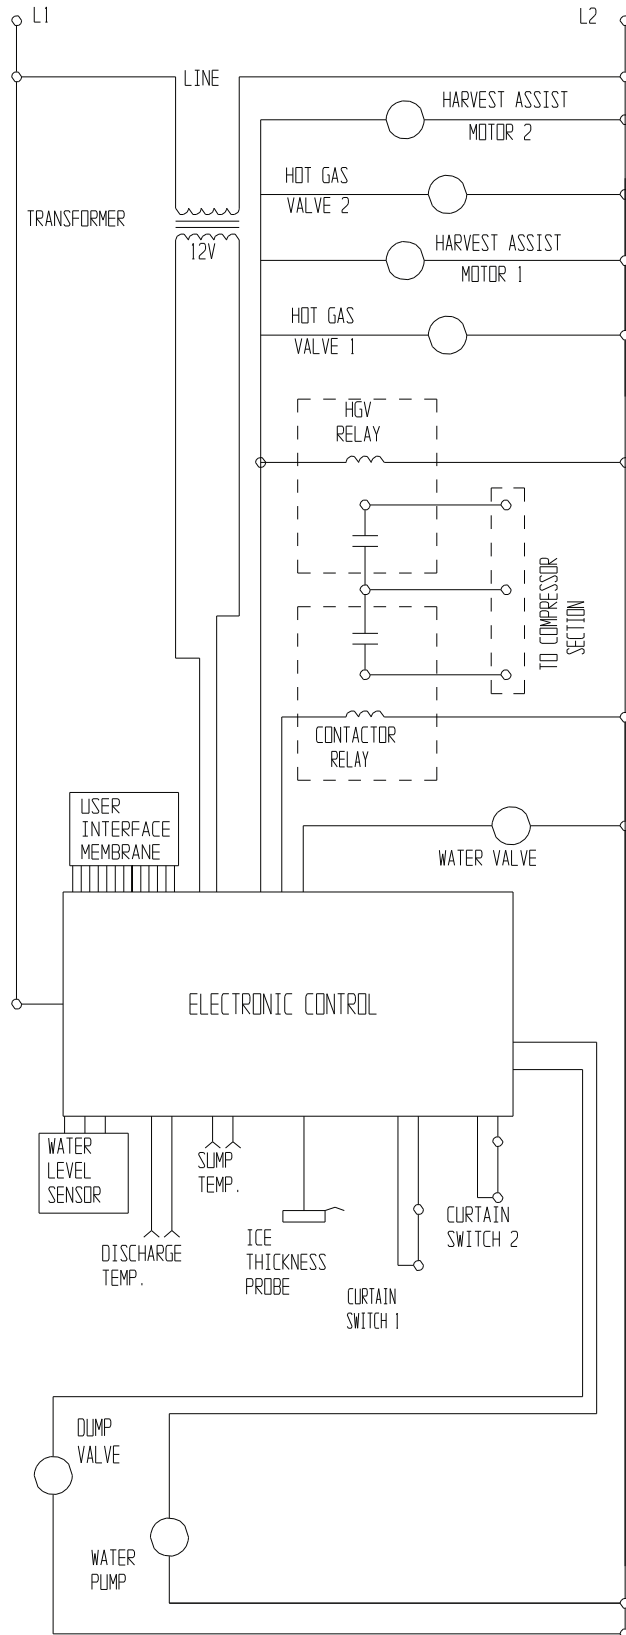 L1
L2
LINE
HARVEST ASSIST
MOTOR 2
HOT GAS
VALVE 2
TRANSFORMER
12V
HARVEST ASSIST
MOTOR 1
HOT GAS
VALVE 1
HGV
RELAY
TO COMPRESSOR
SECTION
CONTACTOR
RELAY
USER
INTERFACE
MEMBRANE
WATER VALVE
ELECTRONIC CONTROL
WATER
LEVEL
SENSOR
SUMP
TEMP.
DISCHARGE
TEMP.
ICE
THICKNESS
PROBE
CURTAIN
SWITCH 1
CURTAIN
SWITCH 2
DUMP
VALVE
WATER
PUMP